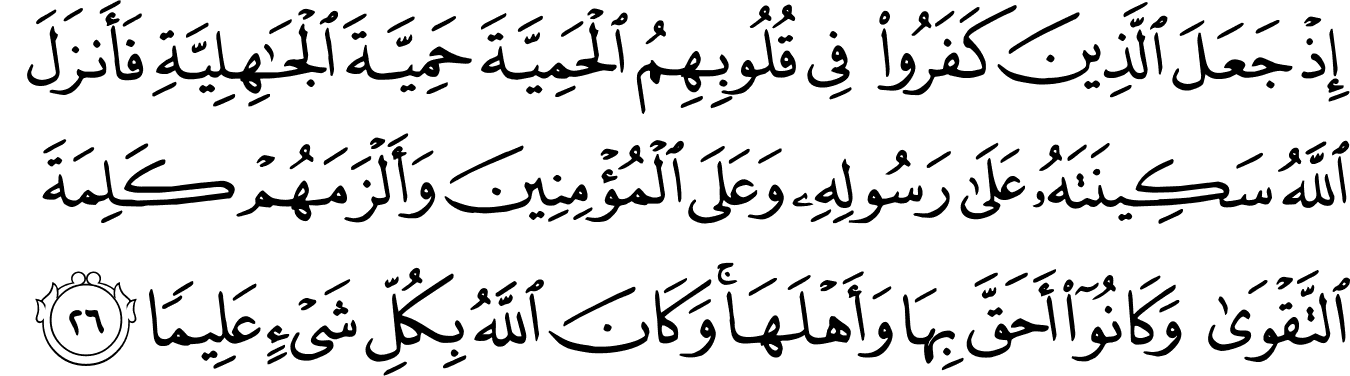 إِذْ جَعَلَ ٱلَّذِينَ كَفَرُوا۟ فِى قُلُوبِهِمُ ٱلْحَمِيَّةَ حَمِيَّةَ ٱلْجَـٰهِلِيَّةِ فَأَنزَلَ
ٱللَّهُ سَكِينَتَهُۥ عَلَىٰ رَسُولِهِۦ وَعَلَى ٱلْمُؤْمِنِينَ وَأَلْزَمَهُمْ كَلِمَةَ
ٱلتَّقْوَىٰ وَكَانُوٓا۟ أَحَقَّ بِهَا وَأَهْلَهَا ۚ وَكَانَ ٱللَّهُ بِكُلِّ شَىْءٍ عَلِيمًا ٢٦